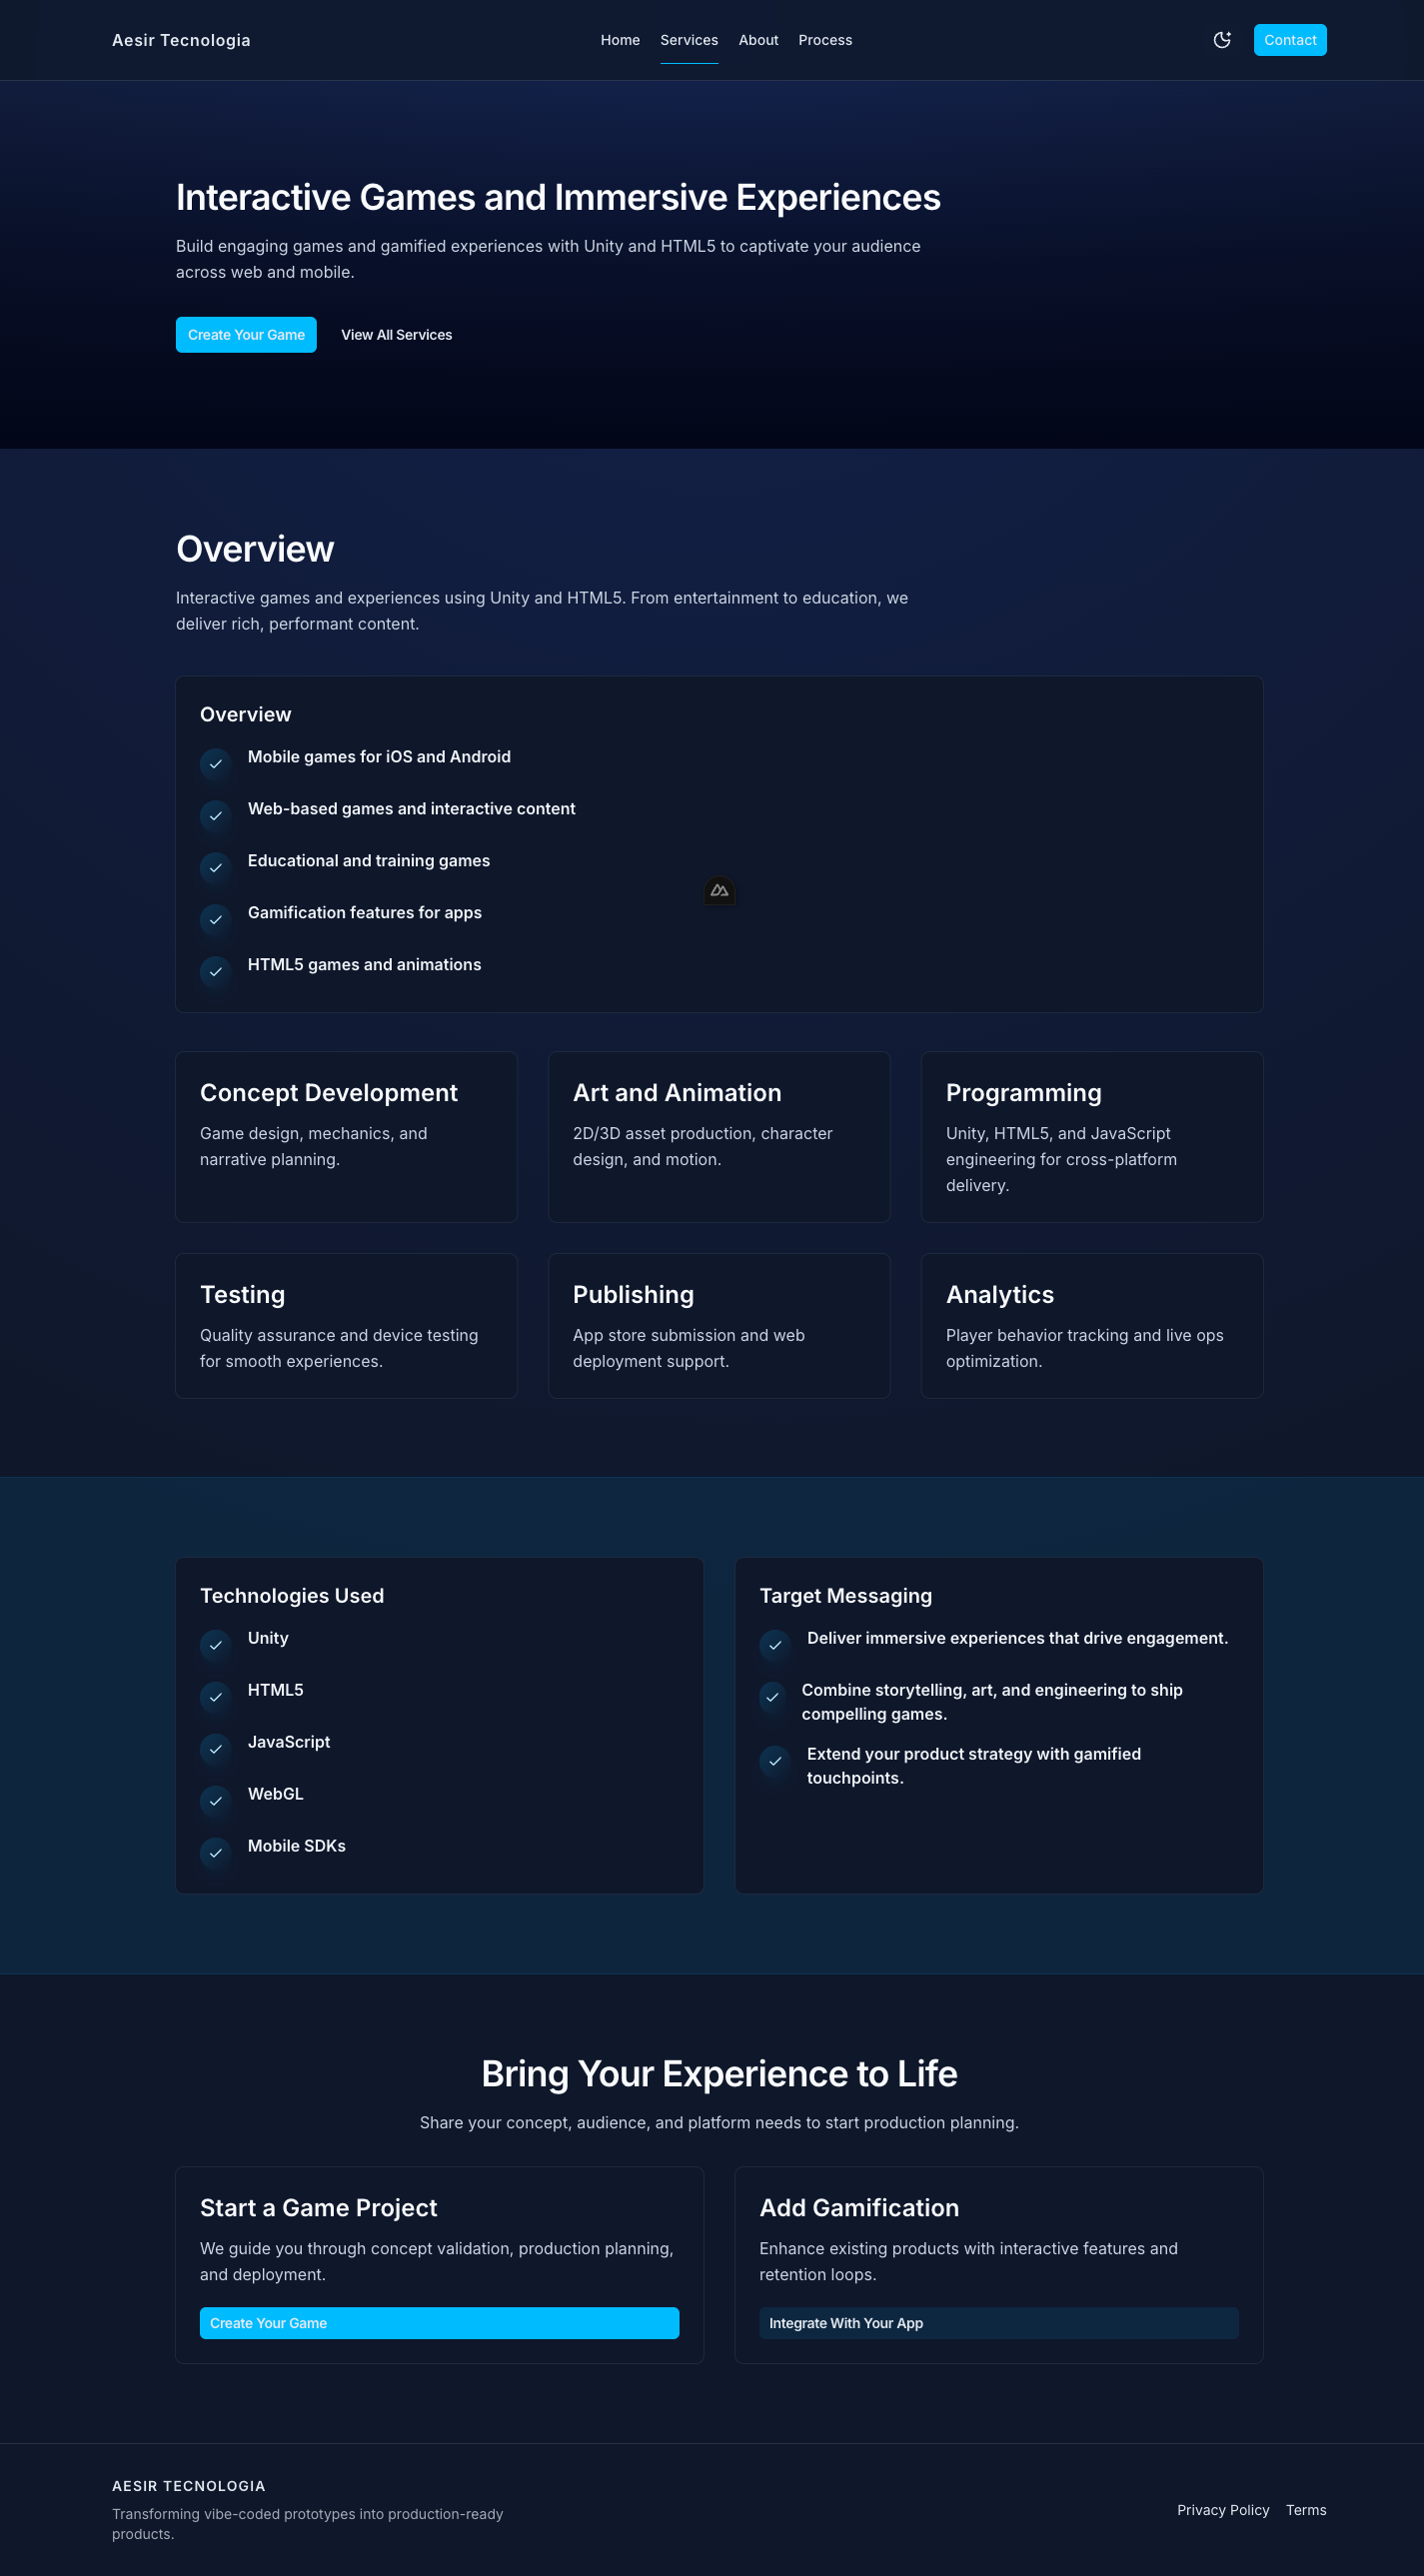 Aesir Tecnologia
Home Services About Process
Contact
Interactive Games and Immersive Experiences
Build engaging games and gamified experiences with Unity and HTML5 to captivate your audience
across web and mobile.
Create Your Game
View All Services
Overview
Interactive games and experiences using Unity and HTML5. From entertainment to education, we
deliver rich, performant content.
Overview
Mobile games for iOS and Android
Web-based games and interactive content
Educational and training games
Gamification features for apps
HTML5 games and animations
Concept Development
Game design, mechanics, and
narrative planning.
Art and Animation
2D/3D asset production, character
design, and motion.
Programming
Unity, HTML5, and JavaScript
engineering for cross-platform
delivery.
Testing
Quality assurance and device testing
for smooth experiences.
Publishing
App store submission and web
deployment support.
Analytics
Player behavior tracking and live ops
optimization.
Technologies Used
Unity
HTML5
JavaScript
WebGL
Mobile SDKs
Target Messaging
Deliver immersive experiences that drive engagement.
Combine storytelling, art, and engineering to ship
compelling games.
Extend your product strategy with gamified
touchpoints.
Bring Your Experience to Life
Share your concept, audience, and platform needs to start production planning.
Start a Game Project
We guide you through concept validation, production planning,
and deployment.
Create Your Game
Add Gamification
Enhance existing products with interactive features and
retention loops.
Integrate With Your App
AESIR TECNOLOGIA
Transforming vibe-coded prototypes into production-ready
products.
Privacy Policy Terms